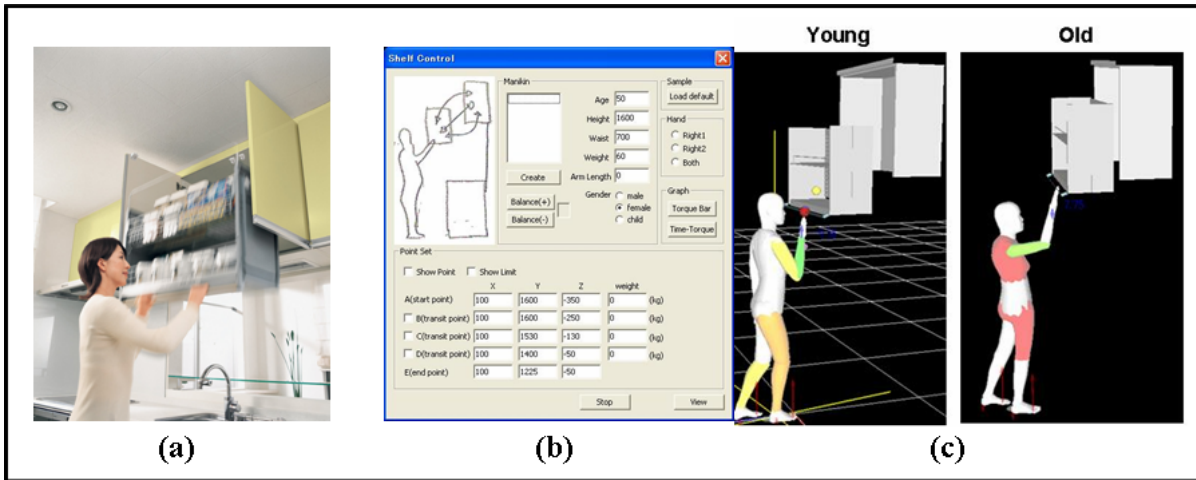 Young
Old
Shelf Control
Manikin
Age 50
Height 1600
Waist 700
Weight 60
Arm Length 0
Gender male
female
child
Create
Balance(+)
Balance(-)
Sample
Load default
Hand
Right1
Right2
Both
Graph
Torque Bar
Time-Torque
Point Set
Show Point Show Limit
X Y Z weight
A(start point) 100 1600 -350 0 (kg)
B(transit point) 100 1600 -250 0 (kg)
C(transit point) 100 1530 -130 0 (kg)
D(transit point) 100 1400 -50 0 (kg)
E(end point) 100 1225 -50
Stop View
(a) (b) (c)